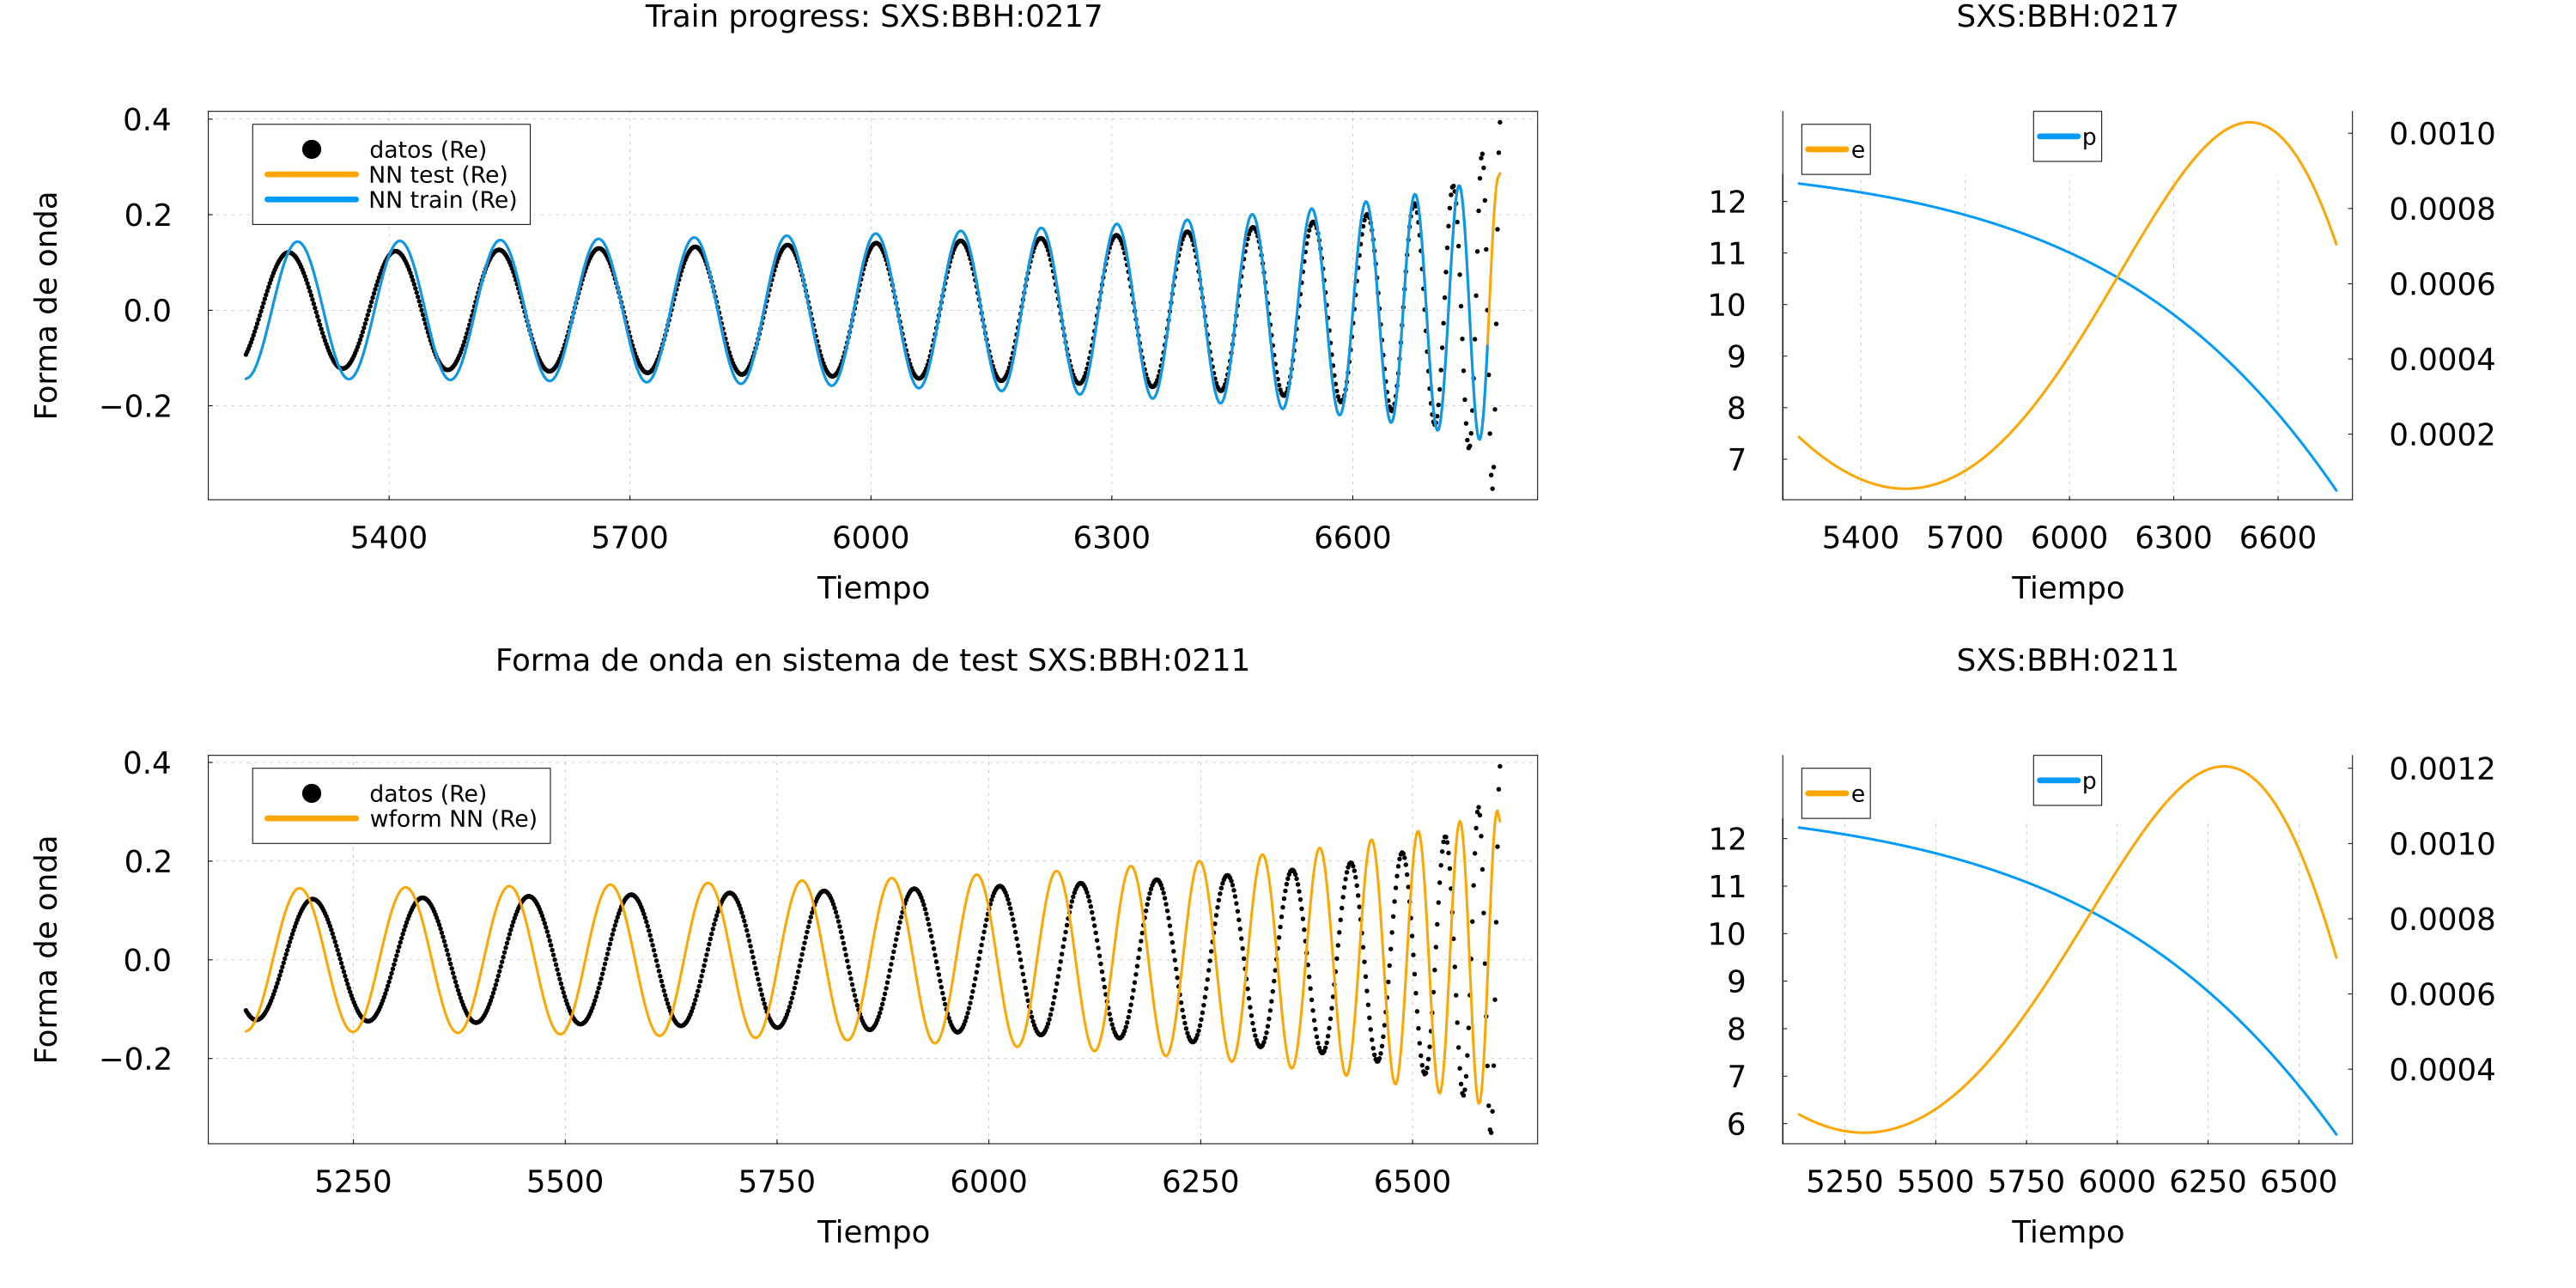 Train progress: SXS:BBH:0217
0.4
0.2
0.0
−0.2
Forma de onda
datos (Re)
NN test (Re)
NN train (Re)
5400 5700 6000 6300 6600
Tiempo
SXS:BBH:0217
e
p
12
11
10
9
8
7
0.0010
0.0008
0.0006
0.0004
0.0002
5400 5700 6000 6300 6600
Tiempo
Forma de onda en sistema de test SXS:BBH:0211
0.4
0.2
0.0
−0.2
Forma de onda
datos (Re)
wform NN (Re)
5250 5500 5750 6000 6250 6500
Tiempo
SXS:BBH:0211
e
p
12
11
10
9
8
7
6
0.0012
0.0010
0.0008
0.0006
0.0004
5250 5500 5750 6000 6250 6500
Tiempo